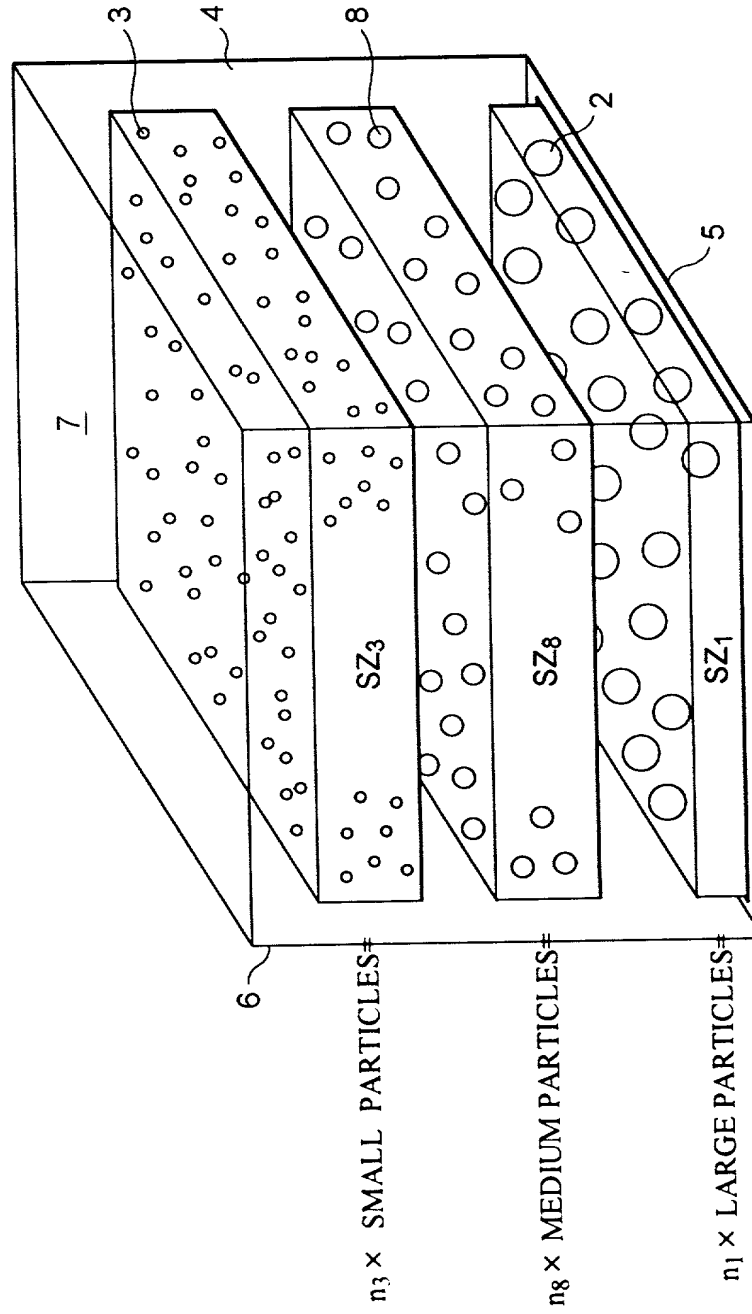 3
4
8
2
5
7
6
SZ₃
SZ₈
SZ₁
n₃ × SMALL PARTICLES=
n₈ × MEDIUM PARTICLES=
n₁ × LARGE PARTICLES=